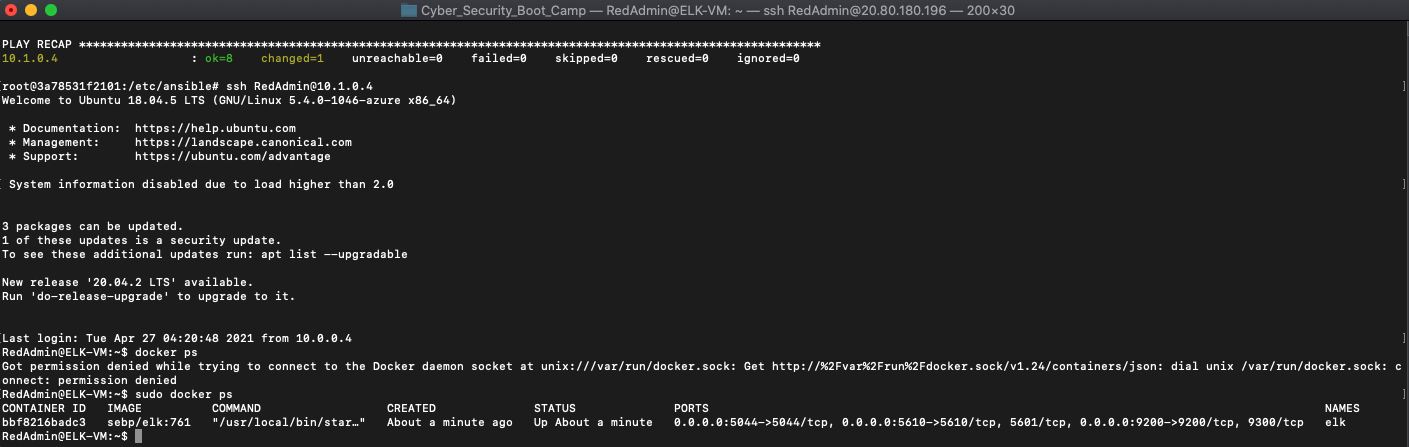 Cyber_Security_Boot_Camp — RedAdmin@ELK-VM: ~ — ssh RedAdmin@20.80.180.196 — 200×30
PLAY RECAP *********************************************************************************************************
10.1.0.4                   : ok=8    changed=1    unreachable=0    failed=0    skipped=0    rescued=0    ignored=0
[root@3a78531f2101:/etc/ansible# ssh RedAdmin@10.1.0.4 ]
Welcome to Ubuntu 18.04.5 LTS (GNU/Linux 5.4.0-1046-azure x86_64)
* Documentation:  https://help.ubuntu.com
* Management:     https://landscape.canonical.com
* Support:        https://ubuntu.com/advantage
[ System information disabled due to load higher than 2.0 ]
3 packages can be updated.
1 of these updates is a security update.
To see these additional updates run: apt list --upgradable
New release '20.04.2 LTS' available.
Run 'do-release-upgrade' to upgrade to it.
[Last login: Tue Apr 27 04:20:48 2021 from 10.0.0.4 ]
RedAdmin@ELK-VM:~$ docker ps
Got permission denied while trying to connect to the Docker daemon socket at unix:///var/run/docker.sock: Get http://%2Fvar%2Frun%2Fdocker.sock/v1.24/containers/json: dial unix /var/run/docker.sock: c
onnect: permission denied
[RedAdmin@ELK-VM:~$ sudo docker ps ]
CONTAINER ID   IMAGE          COMMAND                  CREATED              STATUS              PORTS                                                                                        NAMES
bbf8216badc3   sebp/elk:761   "/usr/local/bin/star…"   About a minute ago   Up About a minute   0.0.0.0:5044->5044/tcp, 0.0.0.0:5610->5610/tcp, 5601/tcp, 0.0.0.0:9200->9200/tcp, 9300/tcp   elk
RedAdmin@ELK-VM:~$